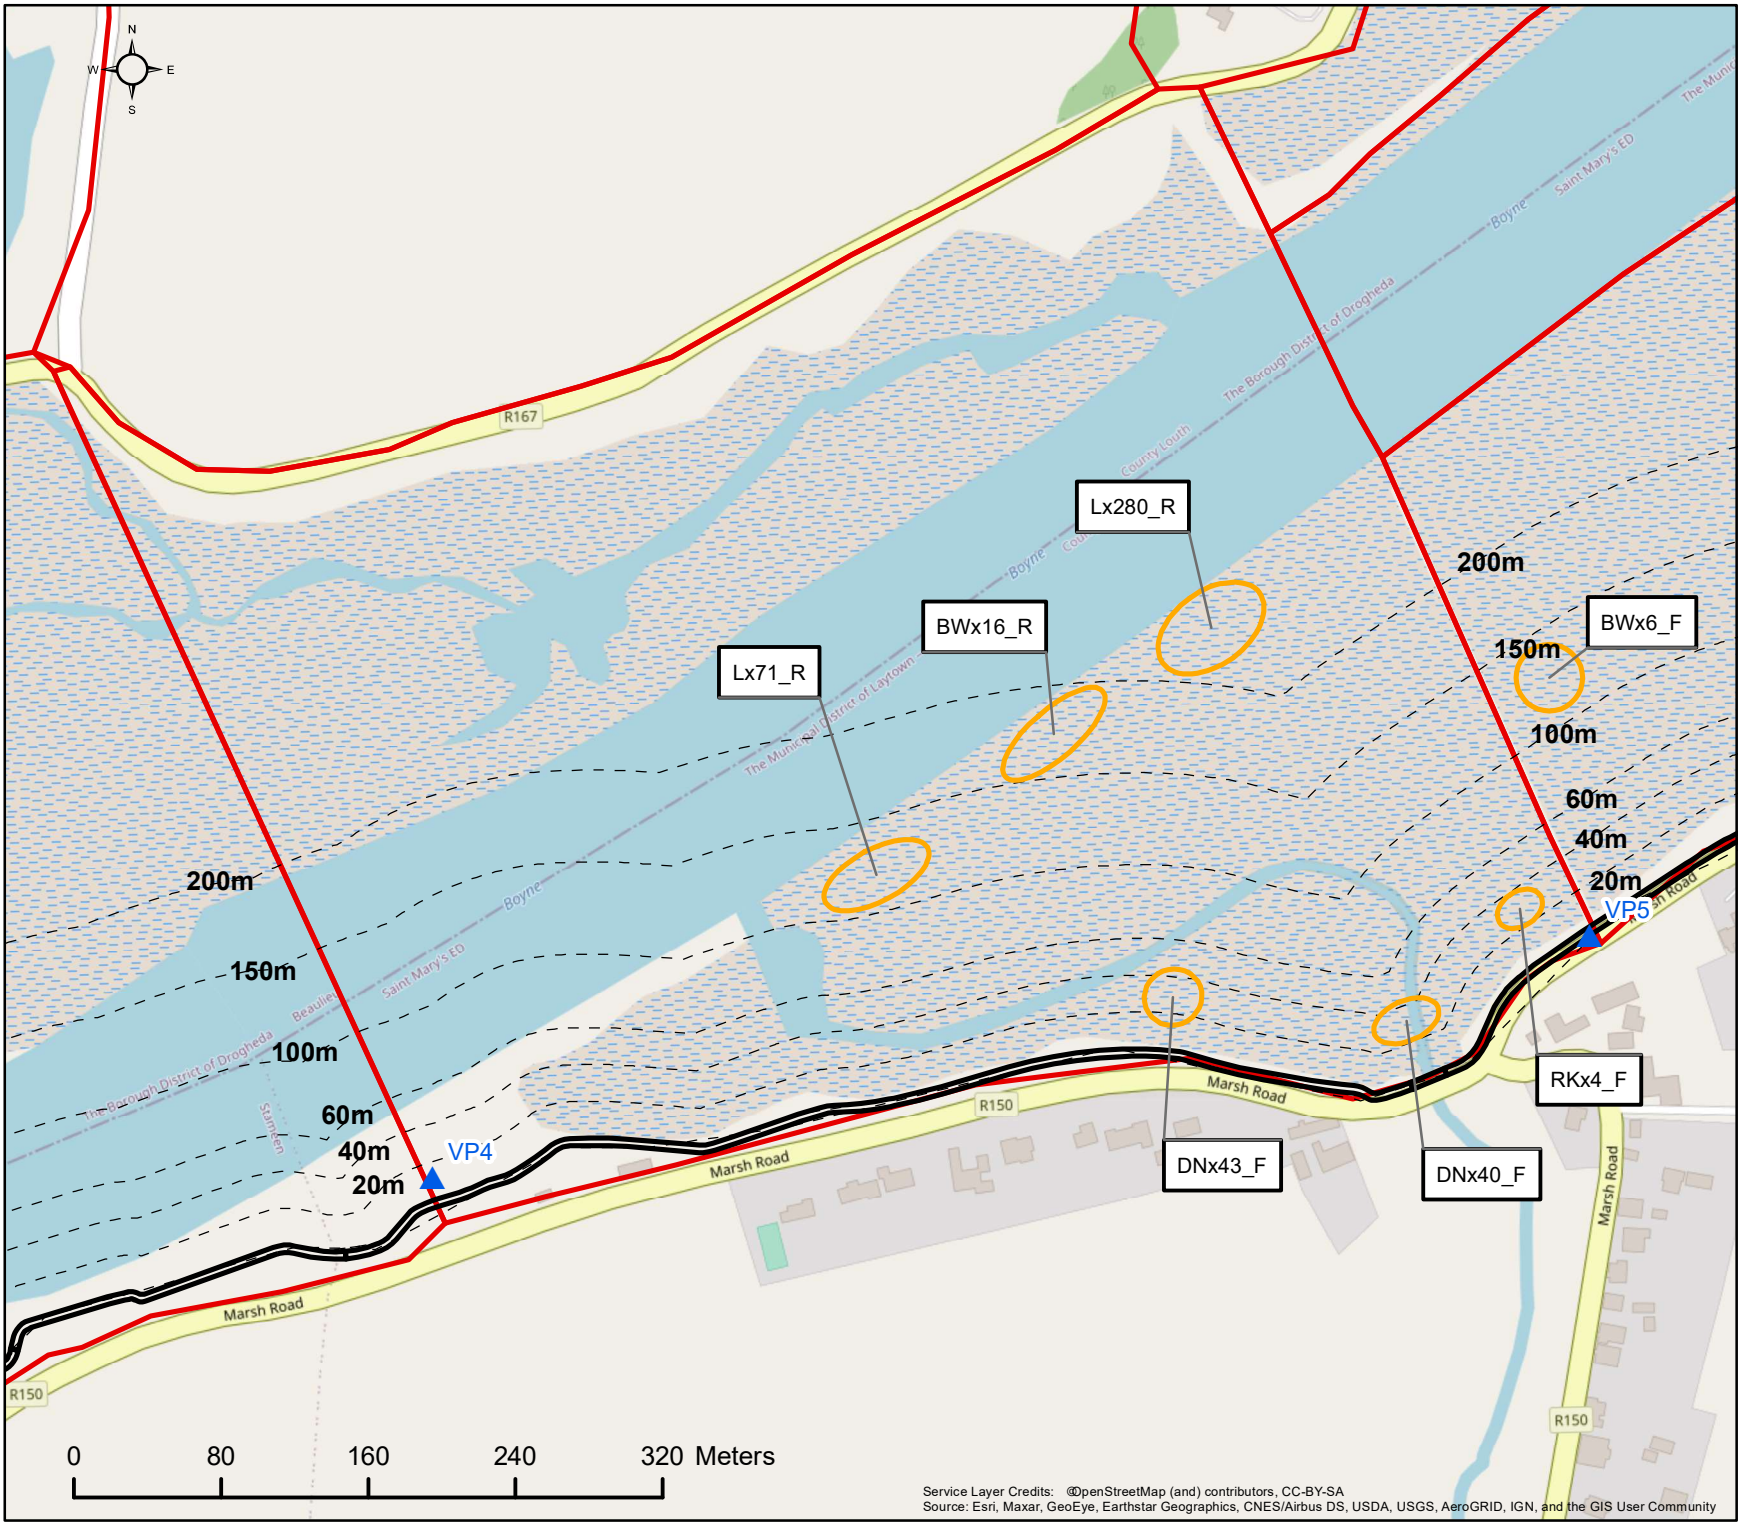 N
W
E
S
The Munic
Saint Mary's ED
Boyne
The Borough District of Drogheda
R167
County Louth
Lx280_R
Boyne
200m
BWx6_F
BWx16_R
150m
Lx71_R
The Municipal District of Laytown
100m
60m
40m
200m
20m
Boyne
VP5
150m
Saint Mary's ED
Beaulieu
The Borough District of Drogheda
100m
RKx4_F
Marsh Road
R150
60m
Stameen
40m
VP4
20m
Marsh Road
DNx43_F
DNx40_F
Marsh Road
Marsh Road
R150
R150
0 80 160 240 320 Meters
Service Layer Credits: ©OpenStreetMap (and) contributors, CC-BY-SA
Source: Esri, Maxar, GeoEye, Earthstar Geographics, CNES/Airbus DS, USDA, USGS, AeroGRID, IGN, and the GIS User Community